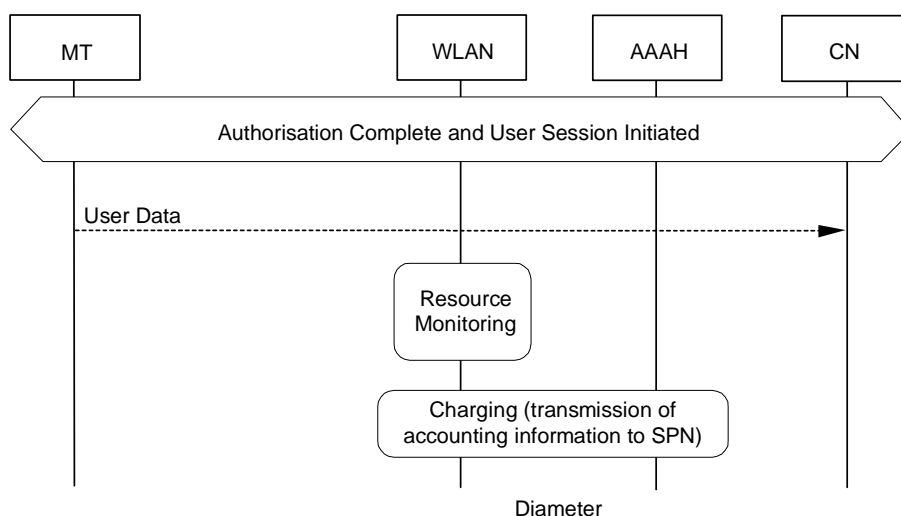 MT
WLAN
AAAH
CN
Authorisation Complete and User Session Initiated
User Data
Resource
Monitoring
Charging (transmission of
accounting information to SPN)
Diameter